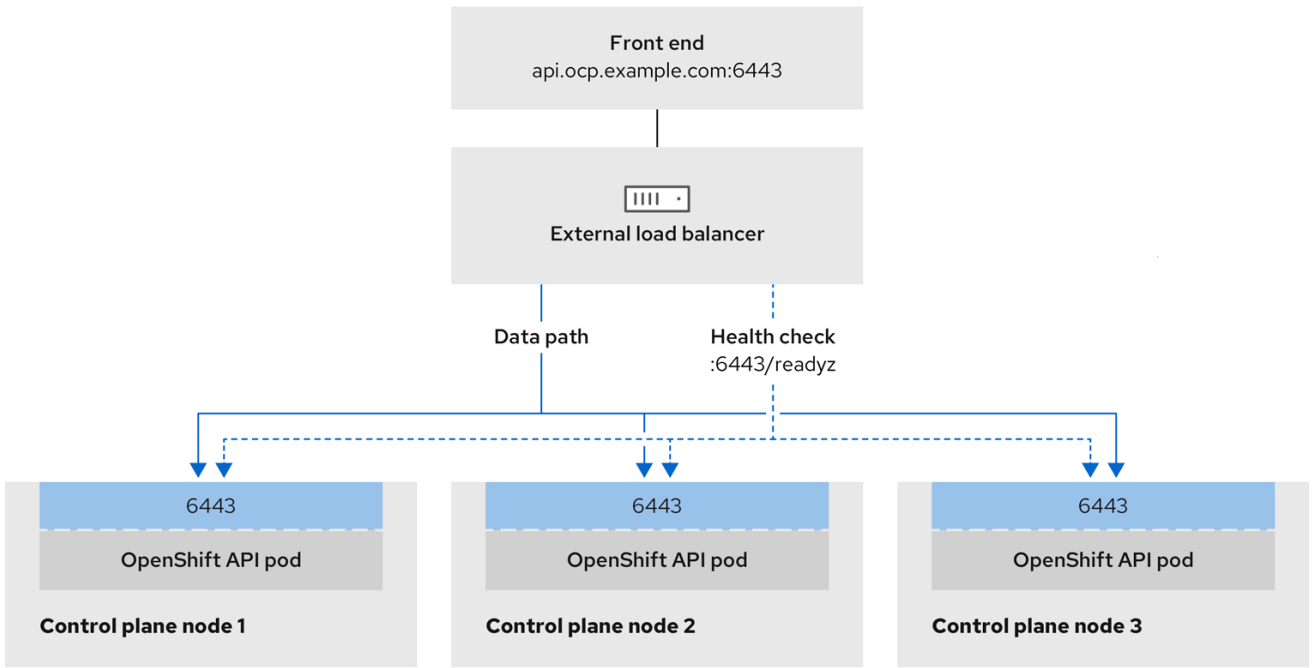 Front end
api.ocp.example.com:6443
External load balancer
Data path
Health check
:6443/readyz
6443
6443
6443
OpenShift API pod
OpenShift API pod
OpenShift API pod
Control plane node 1
Control plane node 2
Control plane node 3